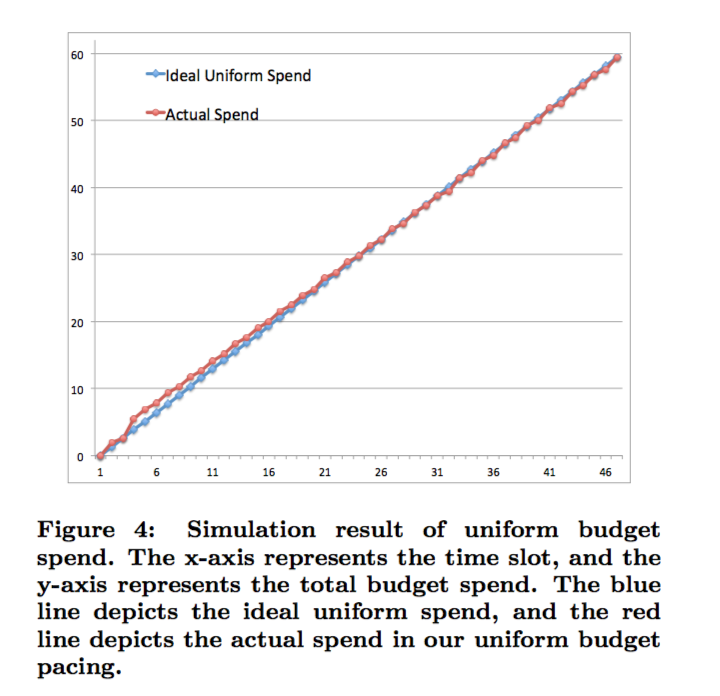 60
Ideal Uniform Spend
Actual Spend
50
40
30
20
10
0
1 6 11 16 21 26 31 36 41 46
Figure 4: Simulation result of uniform budget
spend. The x-axis represents the time slot, and the
y-axis represents the total budget spend. The blue
line depicts the ideal uniform spend, and the red
line depicts the actual spend in our uniform budget
pacing.